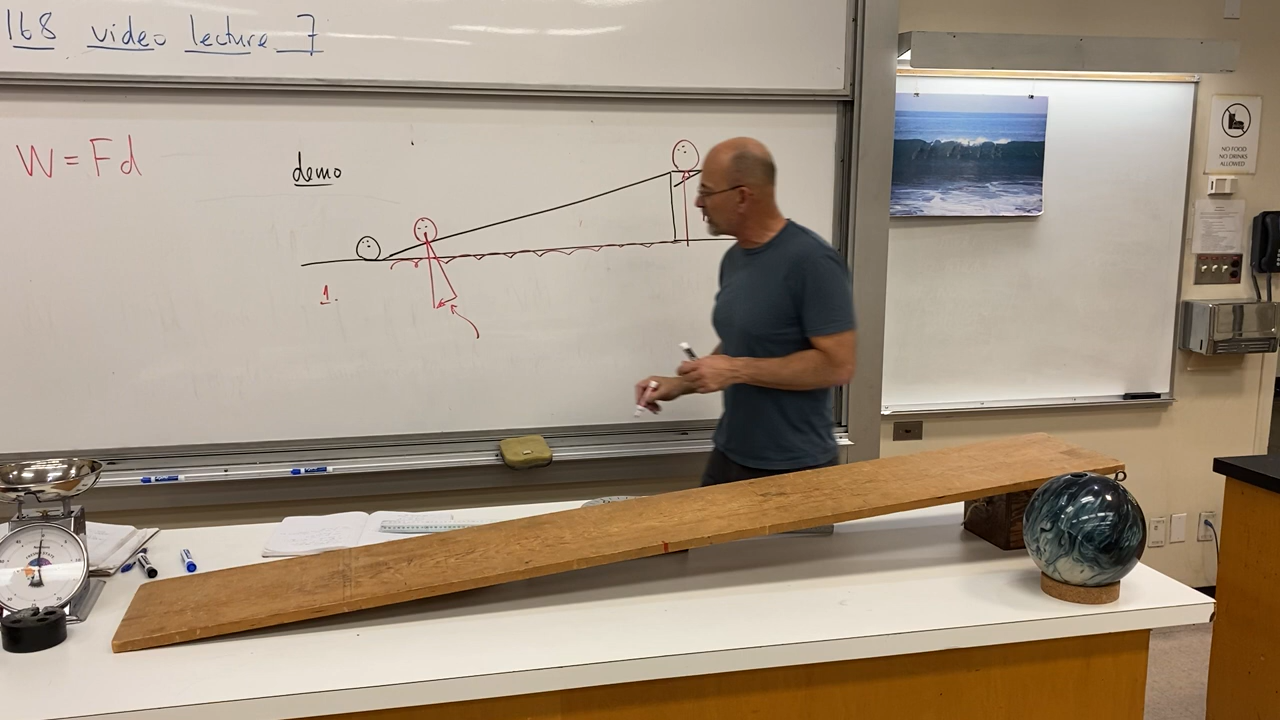 168 video lecture 7
W = Fd
demo
1.
NO FOOD
NO DRINKS
ALLOWED